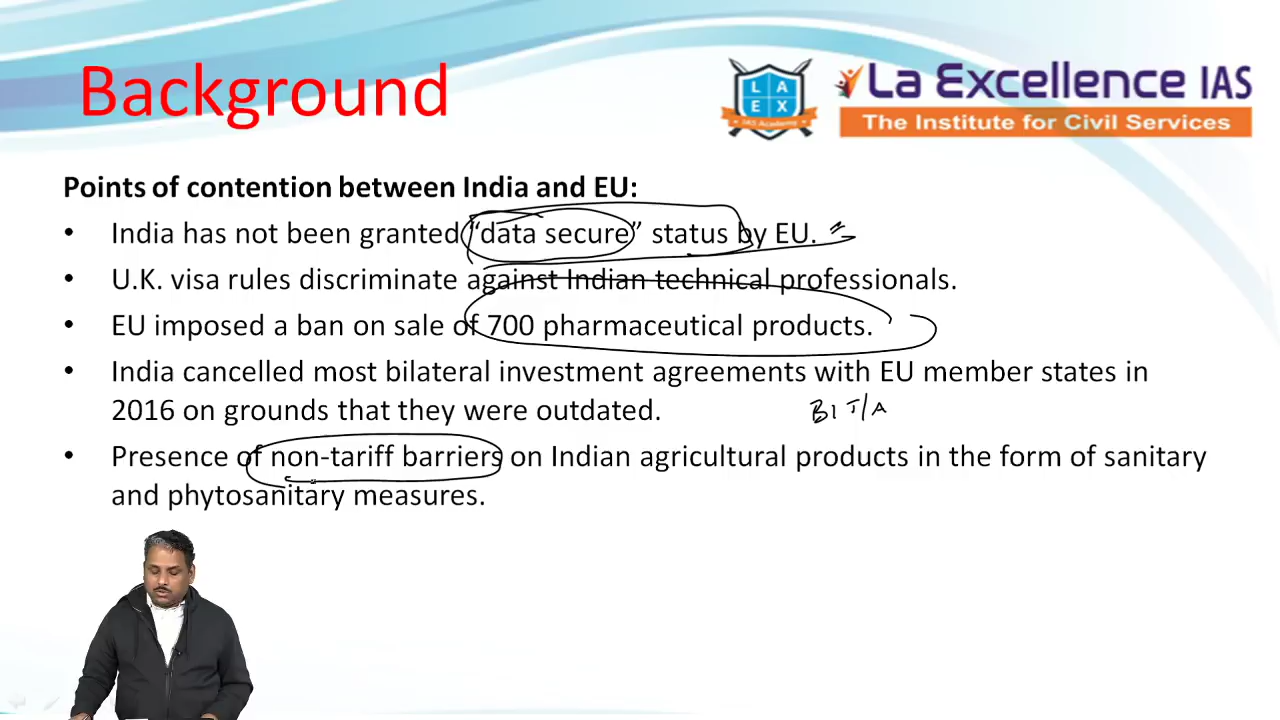 Background
L A
E X
IAS Academy
La Excellence IAS
The Institute for Civil Services
Points of contention between India and EU:
• India has not been granted "data secure" status by EU.
• U.K. visa rules discriminate against Indian technical professionals.
• EU imposed a ban on sale of 700 pharmaceutical products.
• India cancelled most bilateral investment agreements with EU member states in
2016 on grounds that they were outdated.
BIT/A
• Presence of non-tariff barriers on Indian agricultural products in the form of sanitary
and phytosanitary measures.